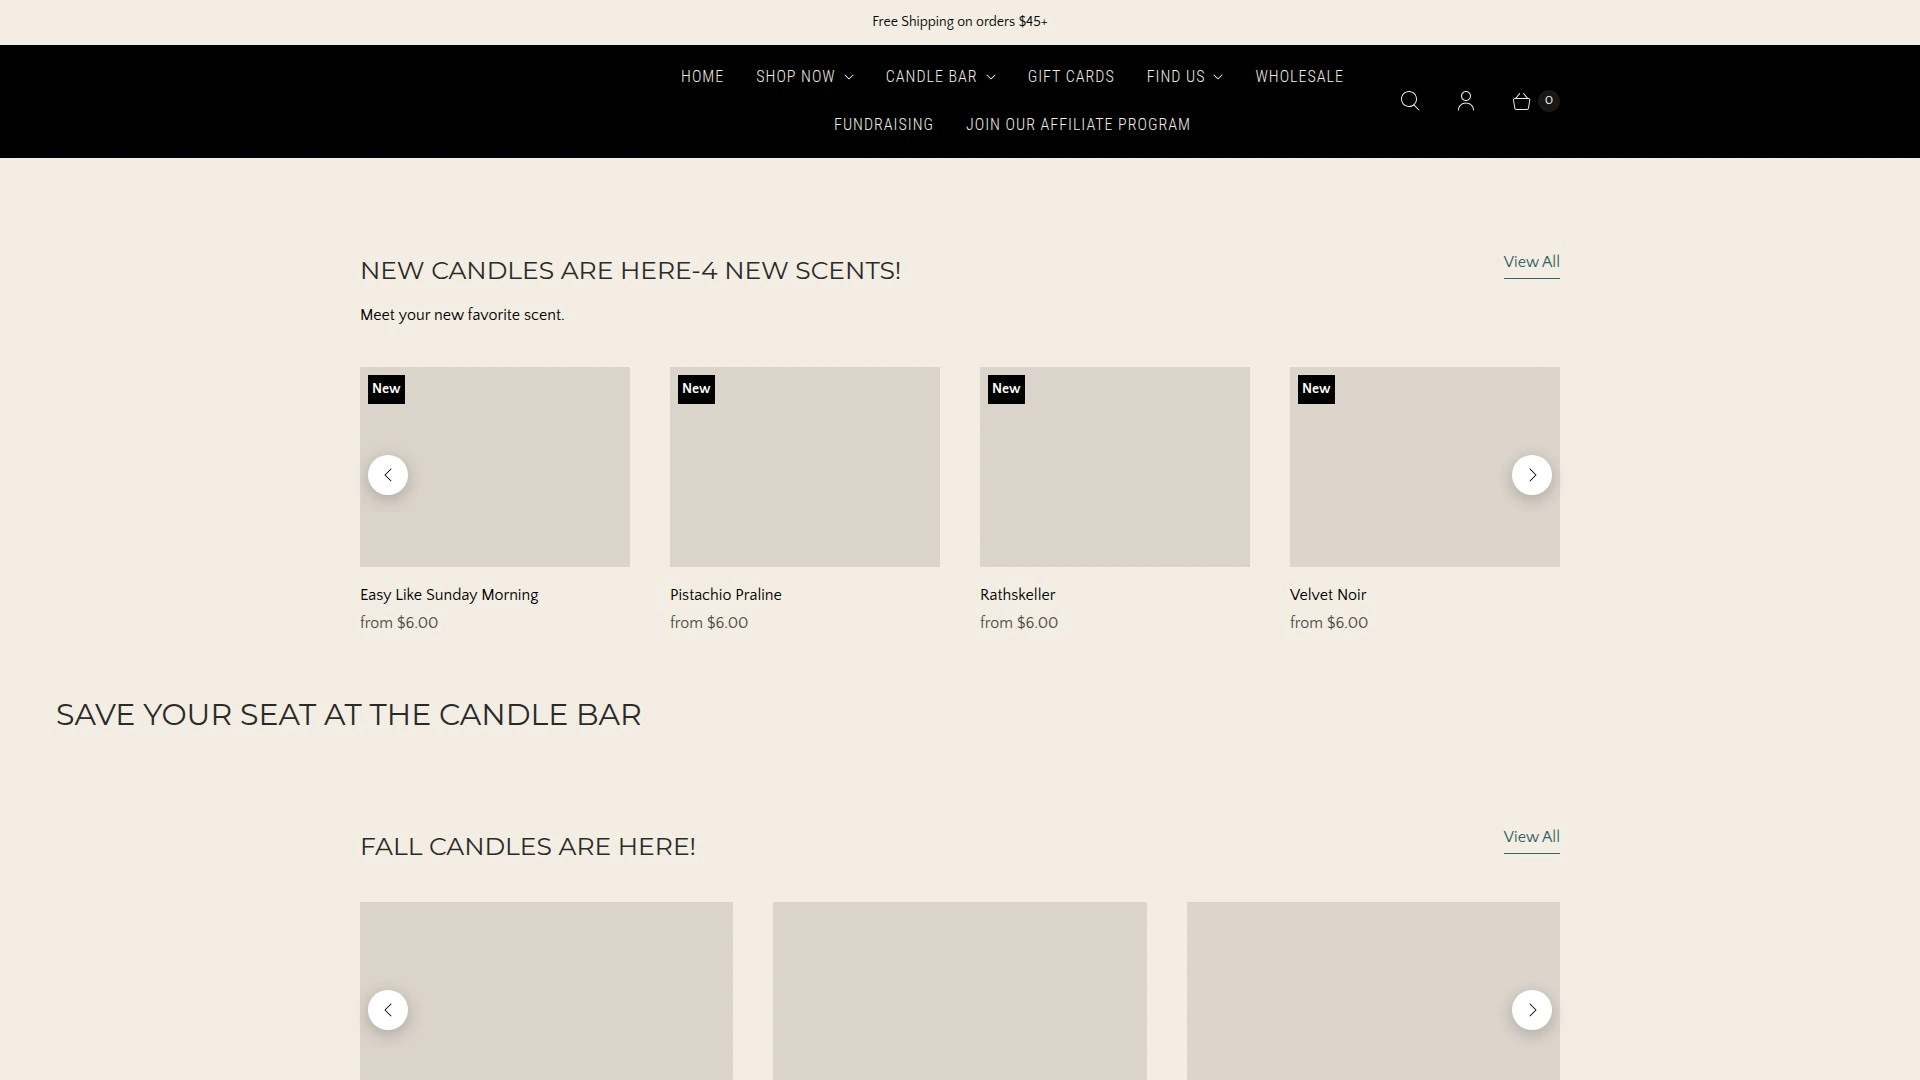 Free Shipping on orders $45+
HOME SHOP NOW CANDLE BAR GIFT CARDS FIND US WHOLESALE
FUNDRAISING JOIN OUR AFFILIATE PROGRAM
0
NEW CANDLES ARE HERE-4 NEW SCENTS!
View All
Meet your new favorite scent.
New New New New
Easy Like Sunday Morning Pistachio Praline Rathskeller Velvet Noir
from $6.00 from $6.00 from $6.00 from $6.00
SAVE YOUR SEAT AT THE CANDLE BAR
FALL CANDLES ARE HERE!
View All